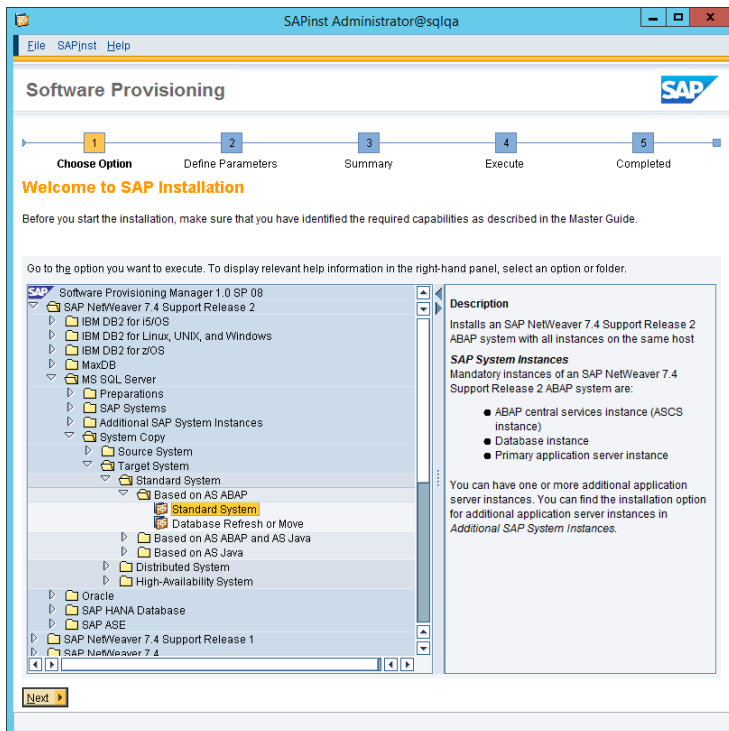 SAPinst Administrator@sqlqa
File SAPinst Help
Software Provisioning
SAP
1 2 3 4 5
Choose Option Define Parameters Summary Execute Completed
Welcome to SAP Installation
Before you start the installation, make sure that you have identified the required capabilities as described in the Master Guide.
Go to the option you want to execute. To display relevant help information in the right-hand panel, select an option or folder.
SAP Software Provisioning Manager 1.0 SP 08
SAP NetWeaver 7.4 Support Release 2
IBM DB2 for i5/OS
IBM DB2 for Linux, UNIX, and Windows
IBM DB2 for z/OS
MaxDB
MS SQL Server
Preparations
SAP Systems
Additional SAP System Instances
System Copy
Source System
Target System
Standard System
Based on AS ABAP
Standard System
Database Refresh or Move
Based on AS ABAP and AS Java
Based on AS Java
Distributed System
High-Availability System
Oracle
SAP HANA Database
SAP ASE
SAP NetWeaver 7.4 Support Release 1
SAP NetWeaver 7.4
Description
Installs an SAP NetWeaver 7.4 Support Release 2
ABAP system with all instances on the same host
SAP System Instances
Mandatory instances of an SAP NetWeaver 7.4
Support Release 2 ABAP system are:
● ABAP central services instance (ASCS
instance)
● Database instance
● Primary application server instance
You can have one or more additional application
server instances. You can find the installation option
for additional application server instances in
Additional SAP System Instances.
Next